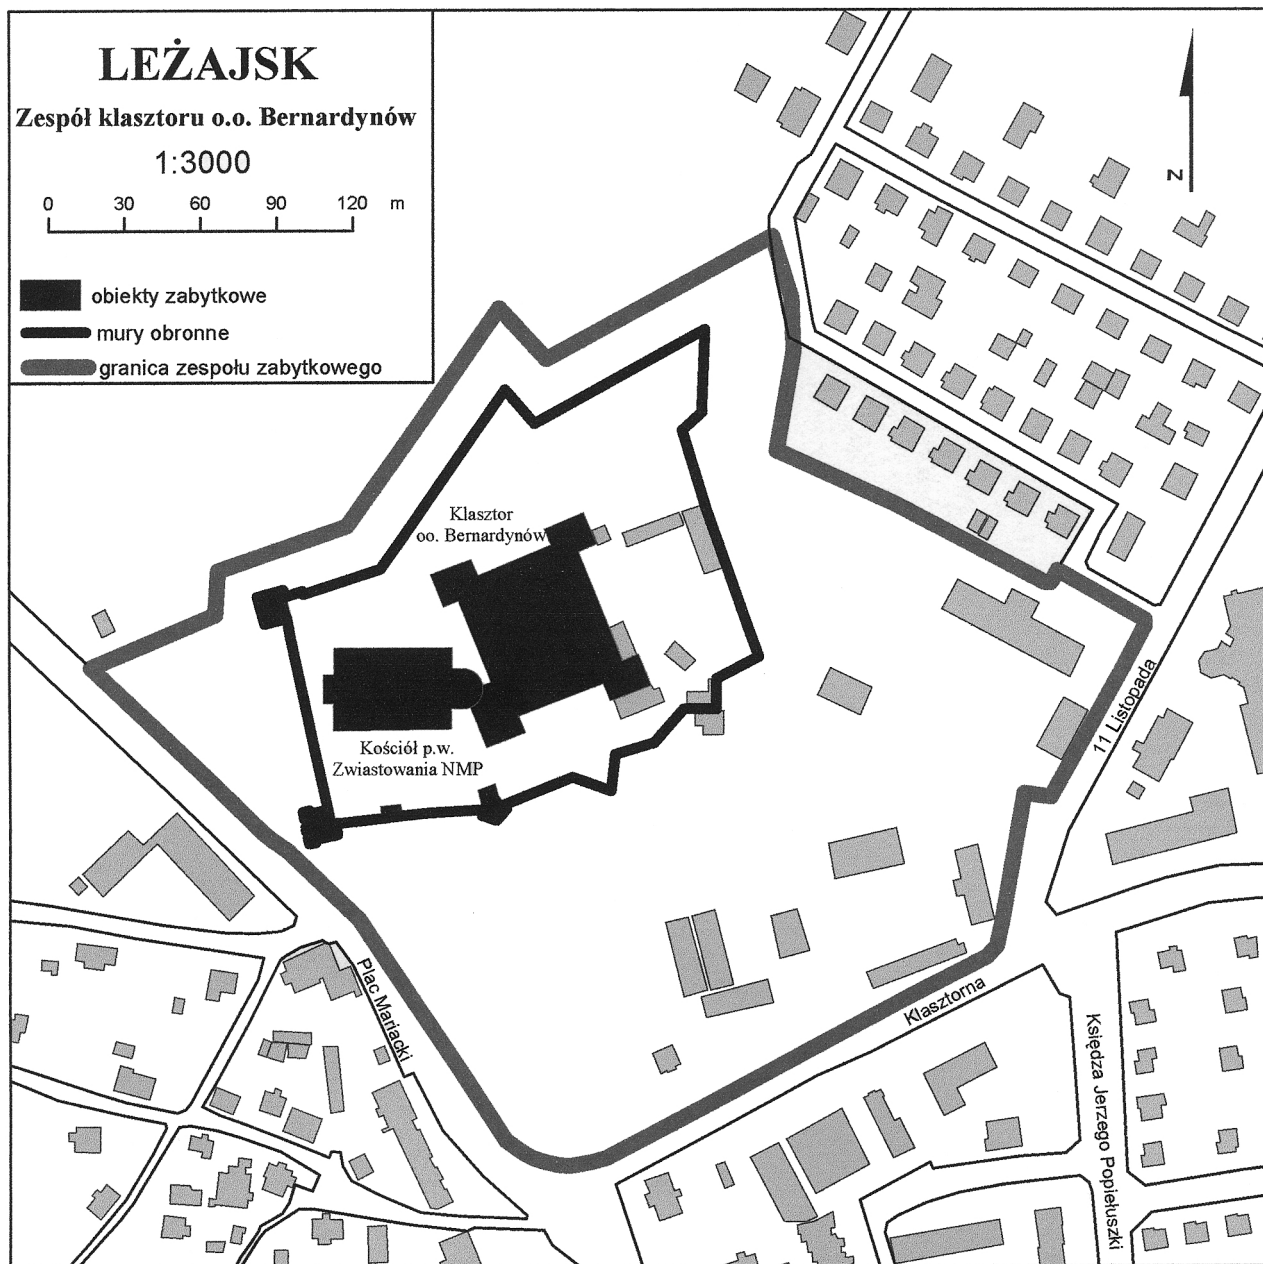 LEŻAJSK
Zespół klasztoru o.o. Bernardynów
1:3000
0 30 60 90 120 m
obiekty zabytkowe
mury obronne
granica zespołu zabytkowego
N
Klasztor
oo. Bernardynów
Kościół p.w.
Zwiastowania NMP
11 Listopada
Plac Mariacki
Klasztorna
Księdza Jerzego Popiełuszki